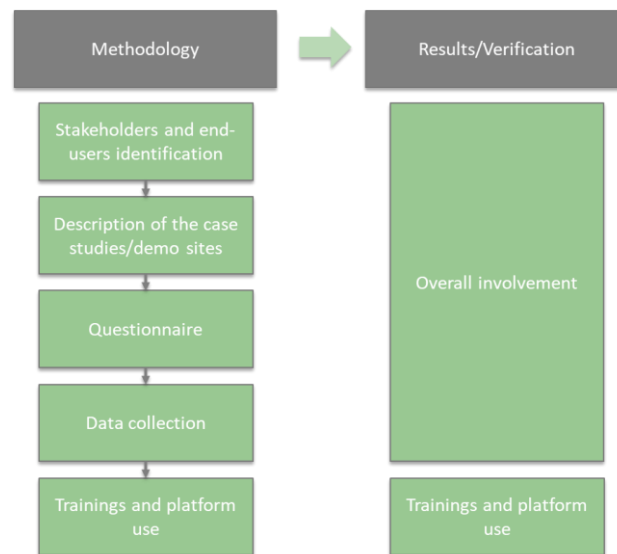 Methodology
Results/Verification
Stakeholders and end-
users identification
Description of the case
studies/demo sites
Questionnaire
Data collection
Trainings and platform
use
Overall involvement
Trainings and platform
use